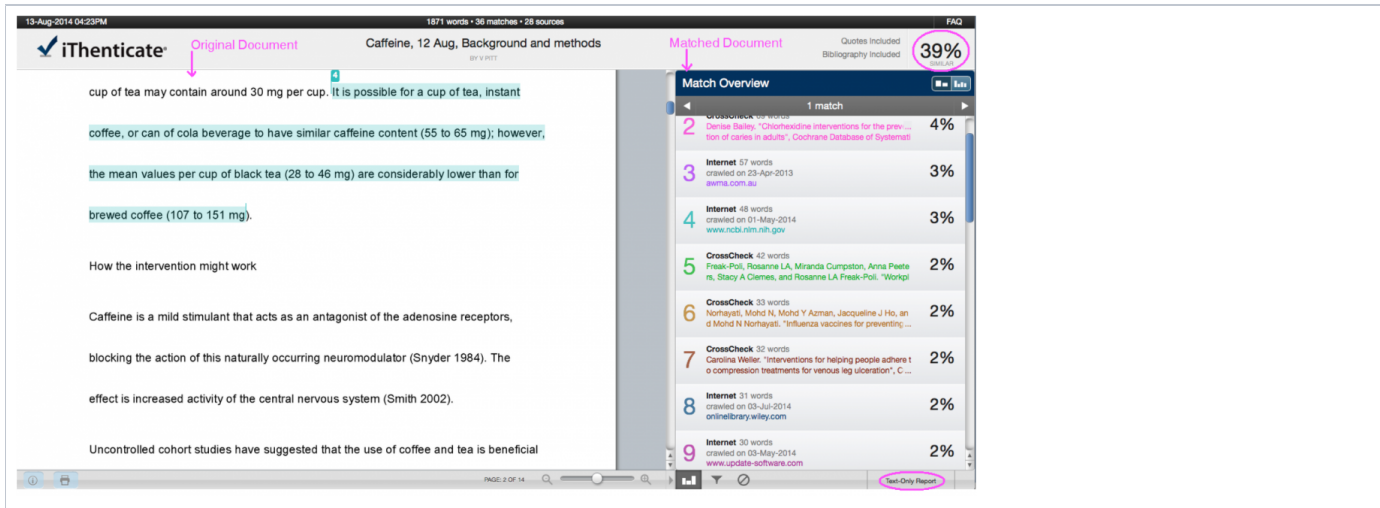 13-Aug-2014 04:23PM
1871 words • 36 matches • 28 sources
FAQ
iThenticate
Original Document
Caffeine, 12 Aug, Background and methods
BY V PITT
Matched Document
Quotes Included
Bibliography Included
39%
SIMILAR
4
cup of tea may contain around 30 mg per cup. It is possible for a cup of tea, instant
coffee, or can of cola beverage to have similar caffeine content (55 to 65 mg); however,
the mean values per cup of black tea (28 to 46 mg) are considerably lower than for
brewed coffee (107 to 151 mg).
How the intervention might work
Caffeine is a mild stimulant that acts as an antagonist of the adenosine receptors,
blocking the action of this naturally occurring neuromodulator (Snyder 1984). The
effect is increased activity of the central nervous system (Smith 2002).
Uncontrolled cohort studies have suggested that the use of coffee and tea is beneficial
PAGE: 2 OF 14
Match Overview
1 match
2
CrossCheck 69 words
Denise Bailey. "Chlorhexidine interventions for the prev-...
tion of caries in adults", Cochrane Database of Systemati
4%
3
Internet 57 words
crawled on 23-Apr-2013
awma.com.au
3%
4
Internet 48 words
crawled on 01-May-2014
www.ncbi.nlm.nih.gov
3%
5
CrossCheck 42 words
Freak-Poli, Rosanne LA, Miranda Cumpston, Anna Peete
rs, Stacy A Clemes, and Rosanne LA Freak-Poli. "Workpl
2%
6
CrossCheck 33 words
Norhayati, Mohd N, Mohd Y Azman, Jacqueline J Ho, an
d Mohd N Norhayati. "Influenza vaccines for preventing ...
2%
7
CrossCheck 32 words
Carolina Weller. "Interventions for helping people adhere t
o compression treatments for venous leg ulceration", C ...
2%
8
Internet 31 words
crawled on 03-Jul-2014
onlinelibrary.wiley.com
2%
9
Internet 30 words
crawled on 03-May-2014
www.update-software.com
2%
Text-Only Report